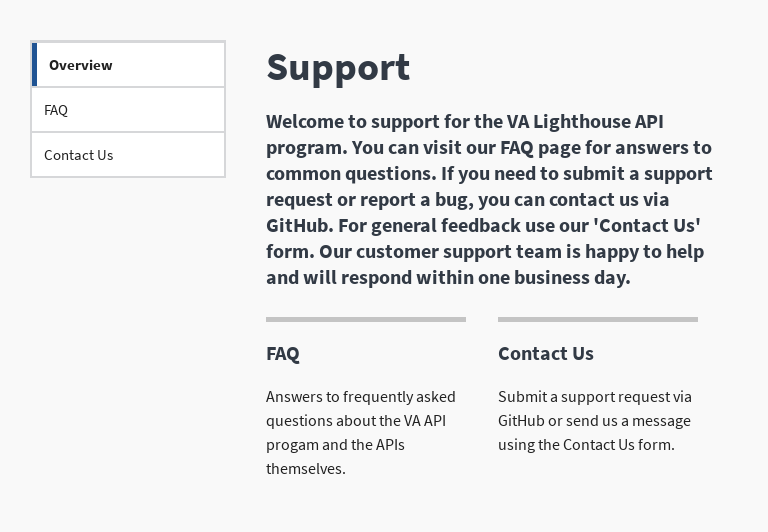 Overview
FAQ
Contact Us
Support
Welcome to support for the VA Lighthouse API
program. You can visit our FAQ page for answers to
common questions. If you need to submit a support
request or report a bug, you can contact us via
GitHub. For general feedback use our 'Contact Us'
form. Our customer support team is happy to help
and will respond within one business day.
FAQ
Answers to frequently asked
questions about the VA API
progam and the APIs
themselves.
Contact Us
Submit a support request via
GitHub or send us a message
using the Contact Us form.